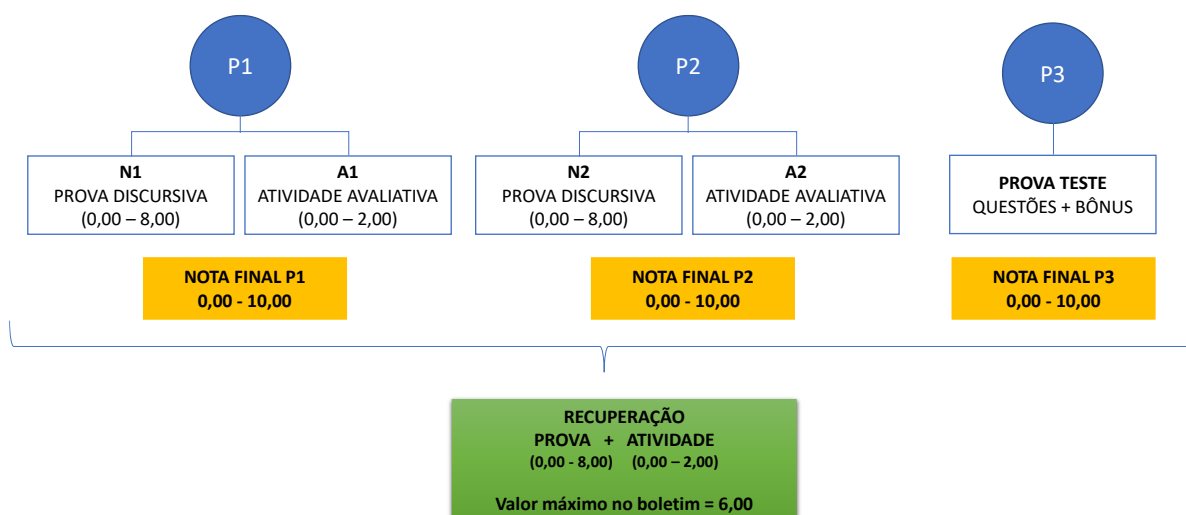 P1
P2
P3
N1
PROVA DISCURSIVA
(0,00 – 8,00)
A1
ATIVIDADE AVALIATIVA
(0,00 – 2,00)
N2
PROVA DISCURSIVA
(0,00 – 8,00)
A2
ATIVIDADE AVALIATIVA
(0,00 – 2,00)
PROVA TESTE
QUESTÕES + BÔNUS
NOTA FINAL P1
0,00 - 10,00
NOTA FINAL P2
0,00 - 10,00
NOTA FINAL P3
0,00 - 10,00
RECUPERAÇÃO
PROVA + ATIVIDADE
(0,00 - 8,00) (0,00 – 2,00)
Valor máximo no boletim = 6,00